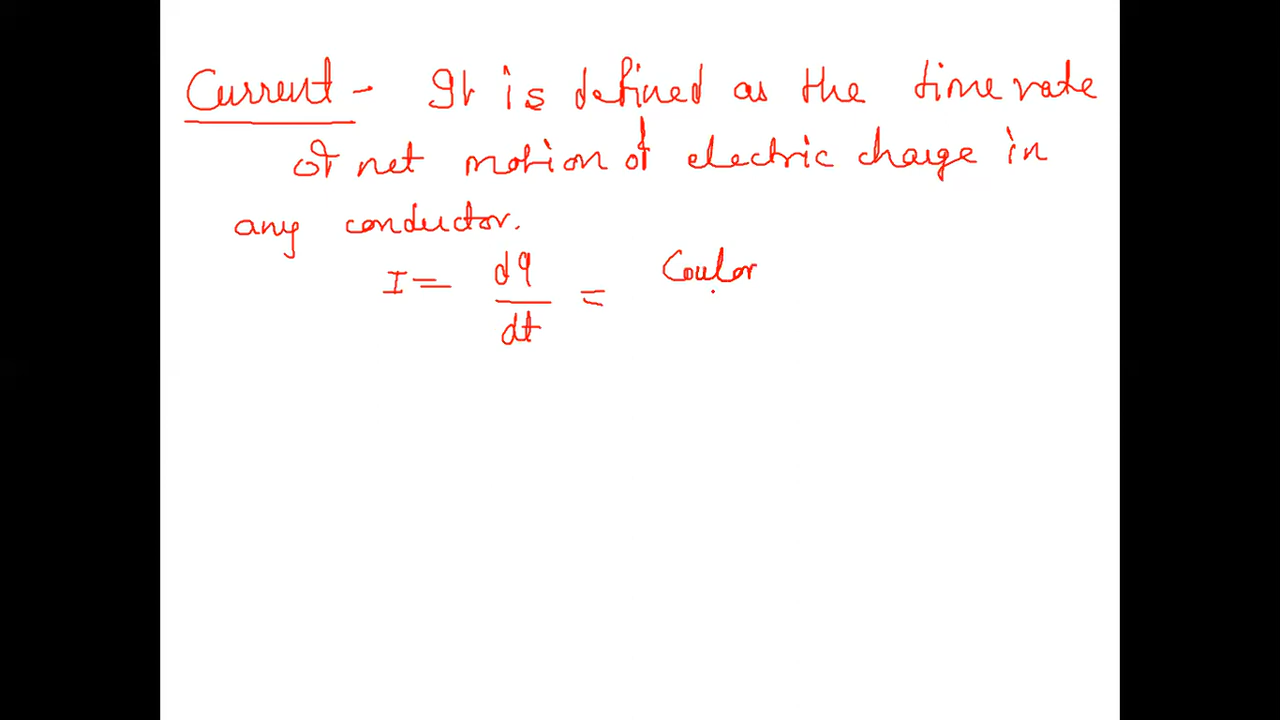 Current - It is defined as the time rate
of net motion of electric charge in
any conductor.
I = dq/dt = Coulor